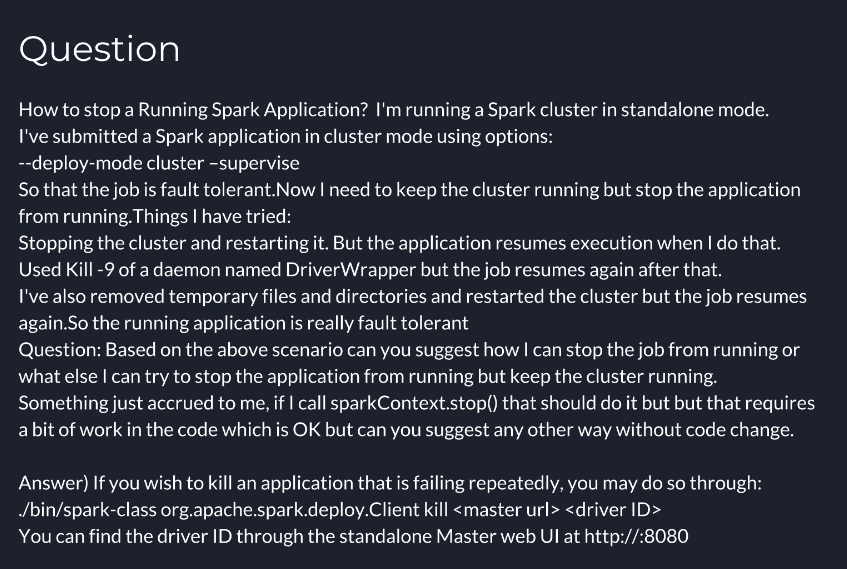 Question
How to stop a Running Spark Application?  I'm running a Spark cluster in standalone mode.
I've submitted a Spark application in cluster mode using options:
--deploy-mode cluster –supervise
So that the job is fault tolerant.Now I need to keep the cluster running but stop the application
from running.Things I have tried:
Stopping the cluster and restarting it. But the application resumes execution when I do that.
Used Kill -9 of a daemon named DriverWrapper but the job resumes again after that.
I've also removed temporary files and directories and restarted the cluster but the job resumes
again.So the running application is really fault tolerant
Question: Based on the above scenario can you suggest how I can stop the job from running or
what else I can try to stop the application from running but keep the cluster running.
Something just accrued to me, if I call sparkContext.stop() that should do it but but that requires
a bit of work in the code which is OK but can you suggest any other way without code change.
Answer) If you wish to kill an application that is failing repeatedly, you may do so through:
./bin/spark-class org.apache.spark.deploy.Client kill <master url> <driver ID>
You can find the driver ID through the standalone Master web UI at http://:8080